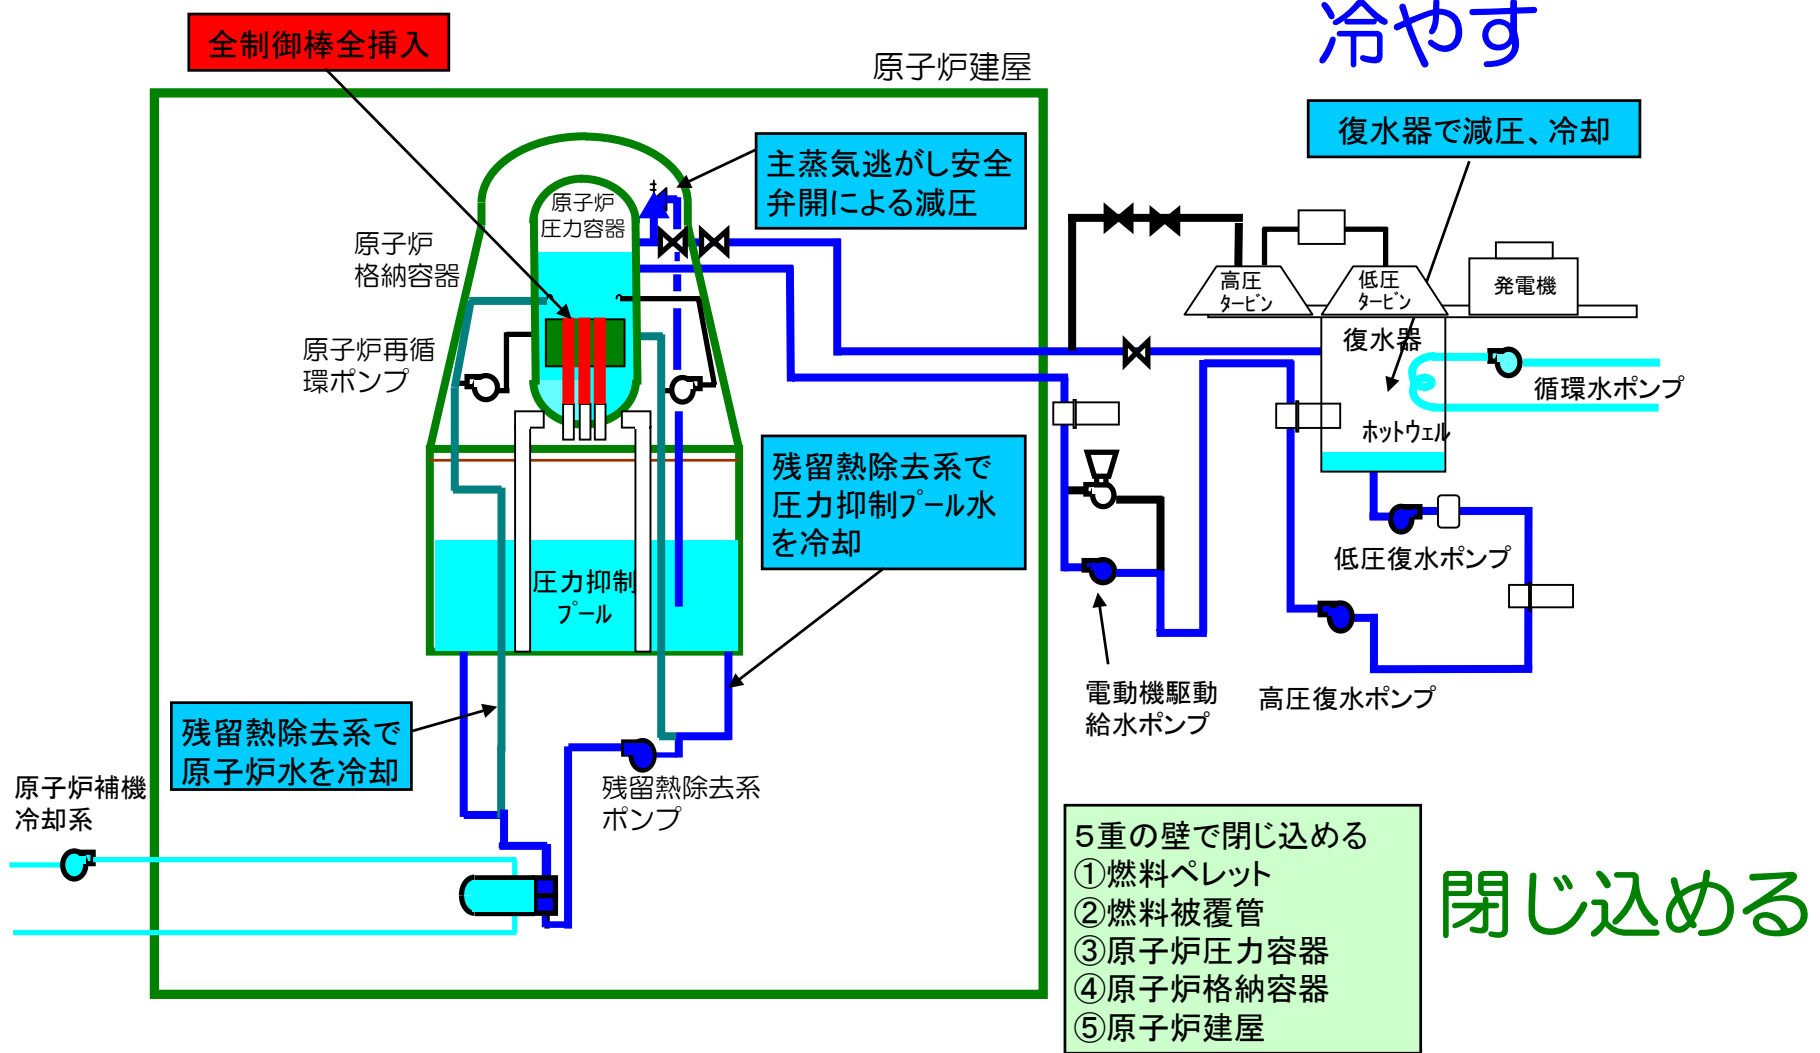 冷やす
全制御棒全挿入
原子炉建屋
復水器で減圧、冷却
主蒸気逃がし安全
弁開による減圧
原子炉
圧力容器
原子炉
格納容器
高圧
ﾀｰﾋﾞﾝ
低圧
ﾀｰﾋﾞﾝ
発電機
復水器
原子炉再循
環ポンプ
循環水ポンプ
ホットウェル
残留熱除去系で
圧力抑制ﾌﾟｰﾙ水
を冷却
低圧復水ポンプ
圧力抑制
ﾌﾟｰﾙ
電動機駆動
給水ポンプ
高圧復水ポンプ
残留熱除去系で
原子炉水を冷却
原子炉補機
冷却系
残留熱除去系
ポンプ
５重の壁で閉じ込める
①燃料ペレット
②燃料被覆管
③原子炉圧力容器
④原子炉格納容器
⑤原子炉建屋
閉じ込める